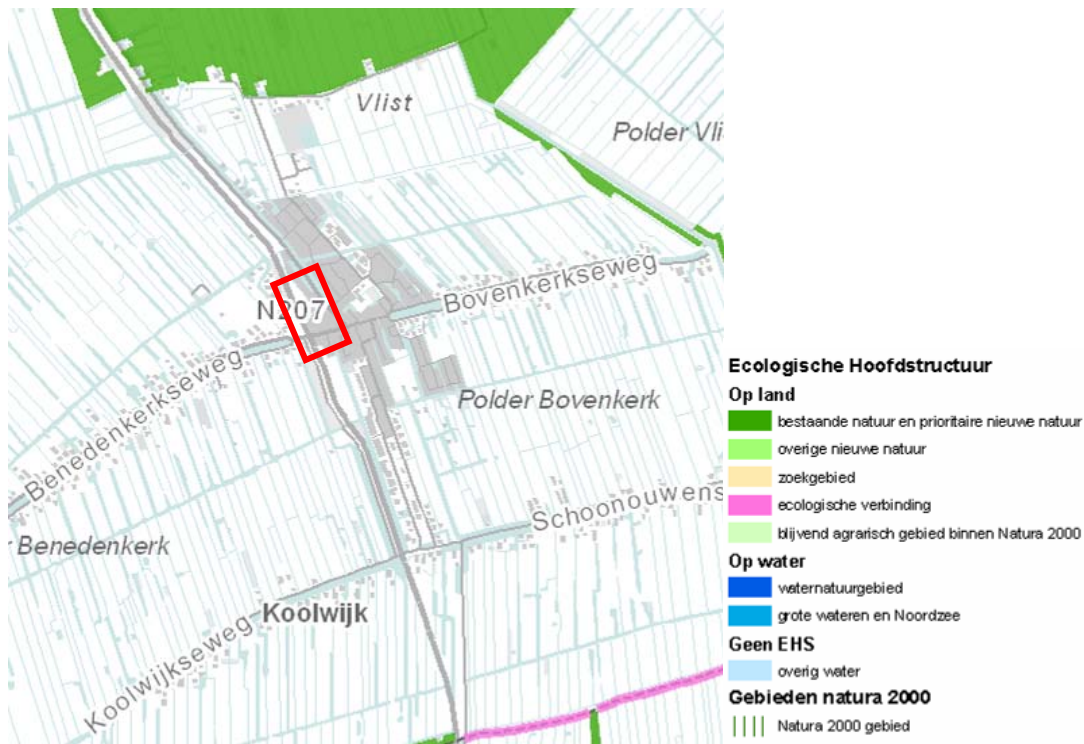 Vlist
Polder Vli
N207
Bovenkerkseweg
Benedenkerkseweg
Polder Bovenkerk
Schoonouwens
r Benedenkerk
Koolwijk
Koolwijkseweg
Ecologische Hoofdstructuur
Op land
bestaande natuur en prioritaire nieuwe natuur
overige nieuwe natuur
zoekgebied
ecologische verbinding
blijvend agrarisch gebied binnen Natura 2000
Op water
waternatuurgebied
grote wateren en Noordzee
Geen EHS
overig water
Gebieden natura 2000
Natura 2000 gebied